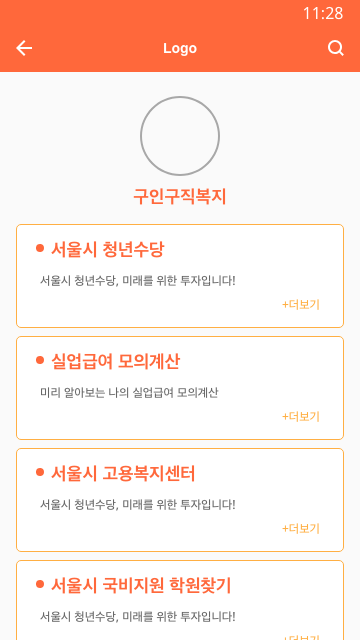 11:28
Logo
구인구직복지
서울시 청년수당
서울시 청년수당, 미래를 위한 투자입니다!
+더보기
실업급여 모의계산
미리 알아보는 나의 실업급여 모의계산
+더보기
서울시 고용복지센터
서울시 청년수당, 미래를 위한 투자입니다!
+더보기
서울시 국비지원 학원찾기
서울시 청년수당, 미래를 위한 투자입니다!
+더보기